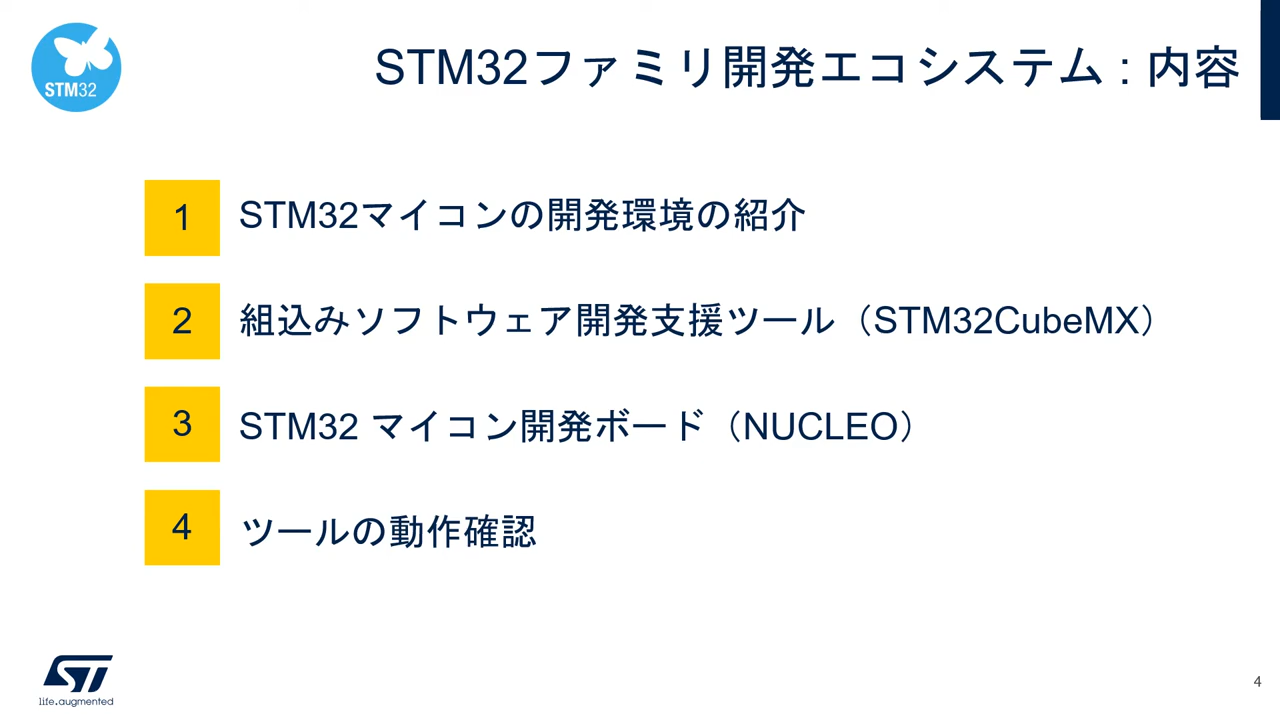 STM32
STM32ファミリ開発エコシステム : 内容
1
STM32マイコンの開発環境の紹介
2
組込みソフトウェア開発支援ツール（STM32CubeMX）
3
STM32 マイコン開発ボード（NUCLEO）
4
ツールの動作確認
ST
life.augmented
4